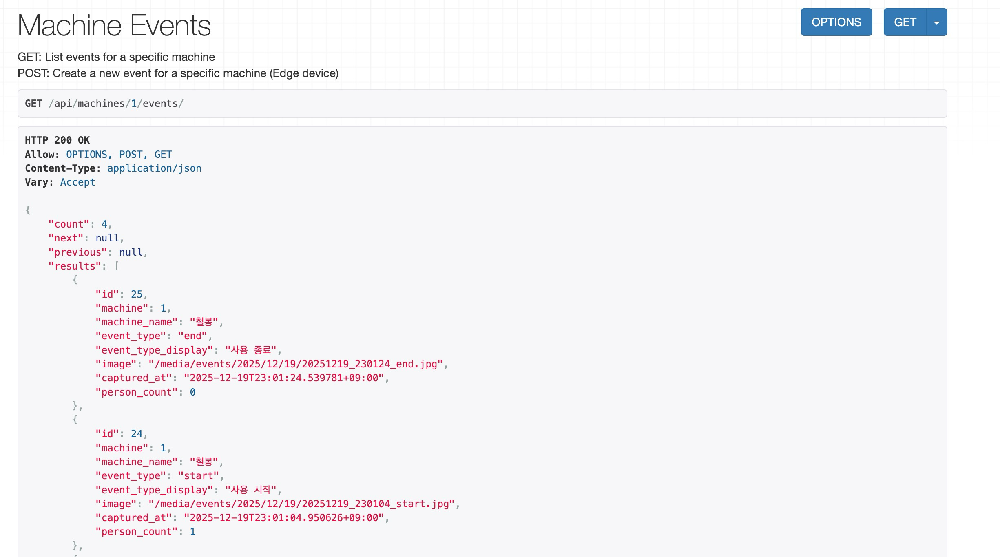 Machine Events
OPTIONS
GET
GET: List events for a specific machine
POST: Create a new event for a specific machine (Edge device)
GET /api/machines/1/events/
HTTP 200 OK
Allow: OPTIONS, POST, GET
Content-Type: application/json
Vary: Accept
{
    "count": 4,
    "next": null,
    "previous": null,
    "results": [
        {
            "id": 25,
            "machine": 1,
            "machine_name": "철봉",
            "event_type": "end",
            "event_type_display": "사용 종료",
            "image": "/media/events/2025/12/19/20251219_230124_end.jpg",
            "captured_at": "2025-12-19T23:01:24.539781+09:00",
            "person_count": 0
        },
        {
            "id": 24,
            "machine": 1,
            "machine_name": "철봉",
            "event_type": "start",
            "event_type_display": "사용 시작",
            "image": "/media/events/2025/12/19/20251219_230104_start.jpg",
            "captured_at": "2025-12-19T23:01:04.950626+09:00",
            "person_count": 1
        },
        {